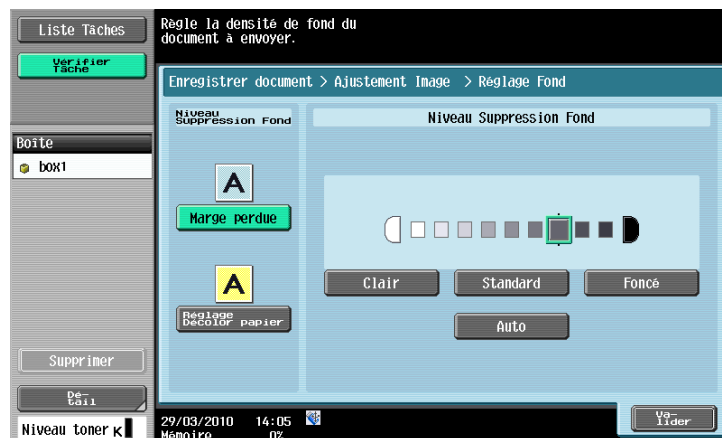 Liste Tâches
Vérifier
Tâche
Règle la densité de fond du
document à envoyer.
Enregistrer document > Ajustement Image > Réglage Fond
Niveau
Suppression Fond
Niveau Suppression Fond
Boîte
box1
A
Marge perdue
A
Réglage
Décolor papier
Clair
Standard
Foncé
Auto
Supprimer
Dé-
tail
Niveau toner K
29/03/2010 14:05
Mémoire 0%
Va-
lider